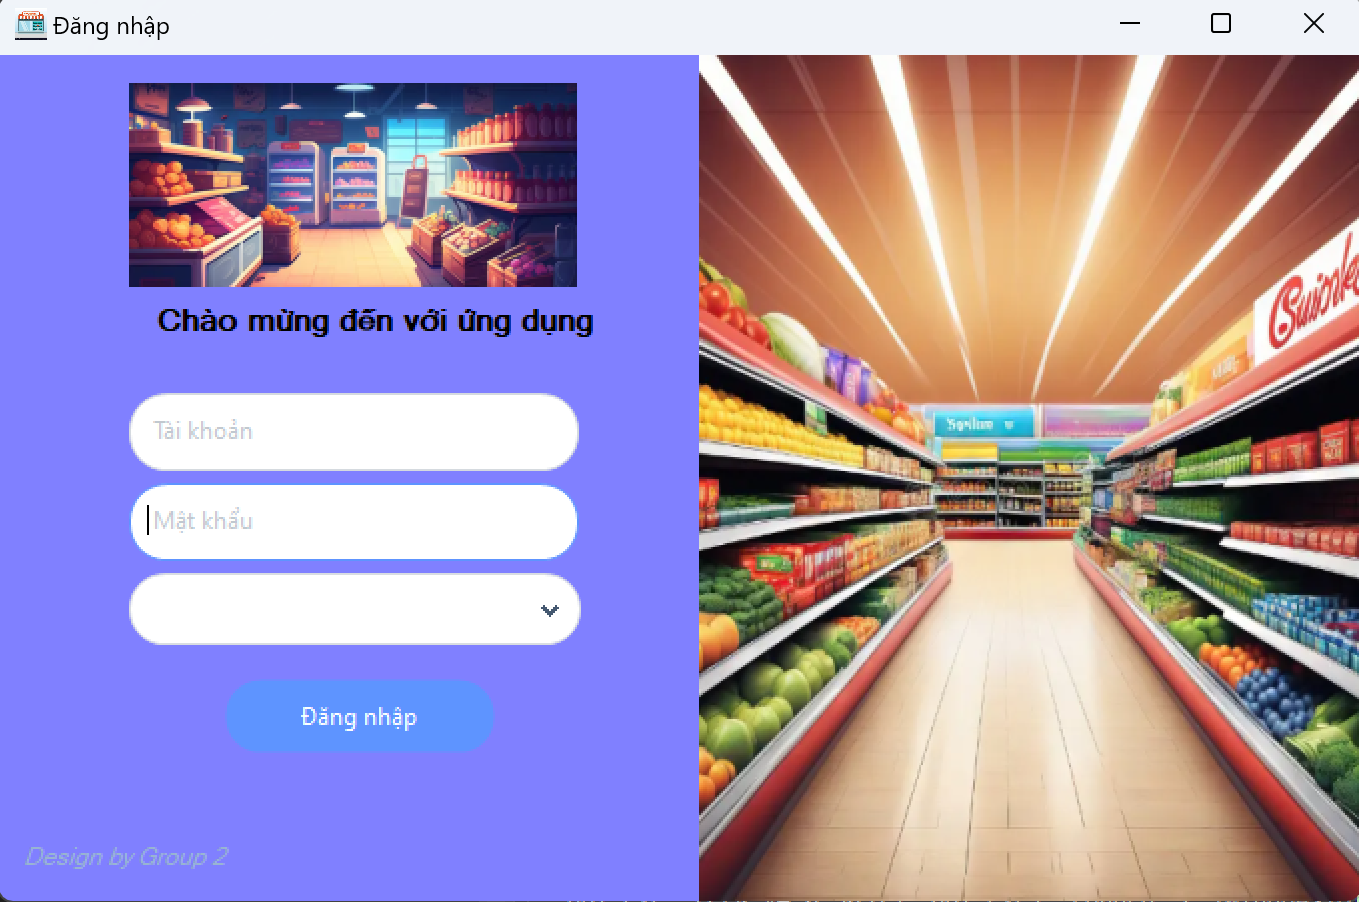 Đăng nhập
Chào mừng đến với ứng dụng
Tài khoản
Mật khẩu
Đăng nhập
Design by Group 2